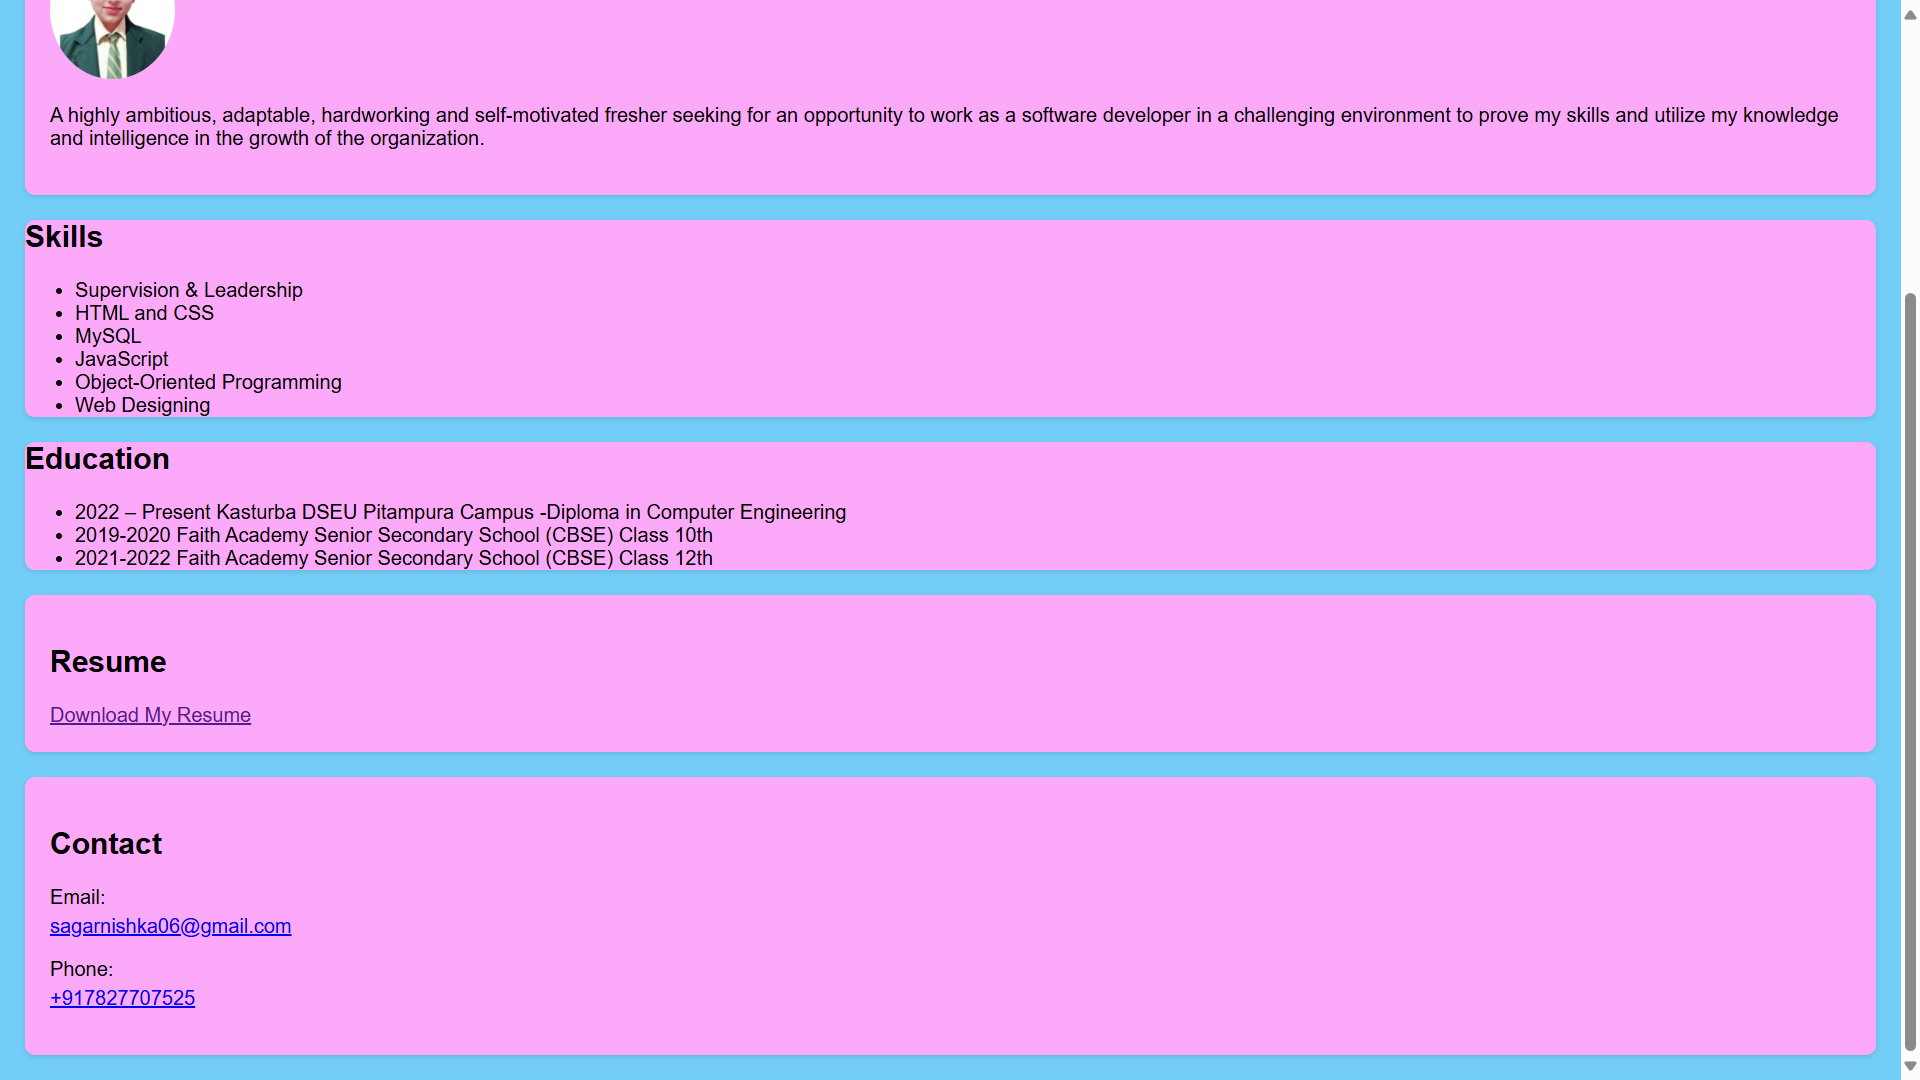 A highly ambitious, adaptable, hardworking and self-motivated fresher seeking for an opportunity to work as a software developer in a challenging environment to prove my skills and utilize my knowledge
and intelligence in the growth of the organization.
Skills
• Supervision & Leadership
• HTML and CSS
• MySQL
• JavaScript
• Object-Oriented Programming
• Web Designing
Education
• 2022 – Present Kasturba DSEU Pitampura Campus -Diploma in Computer Engineering
• 2019-2020 Faith Academy Senior Secondary School (CBSE) Class 10th
• 2021-2022 Faith Academy Senior Secondary School (CBSE) Class 12th
Resume
Download My Resume
Contact
Email:
sagarnishka06@gmail.com
Phone:
+917827707525